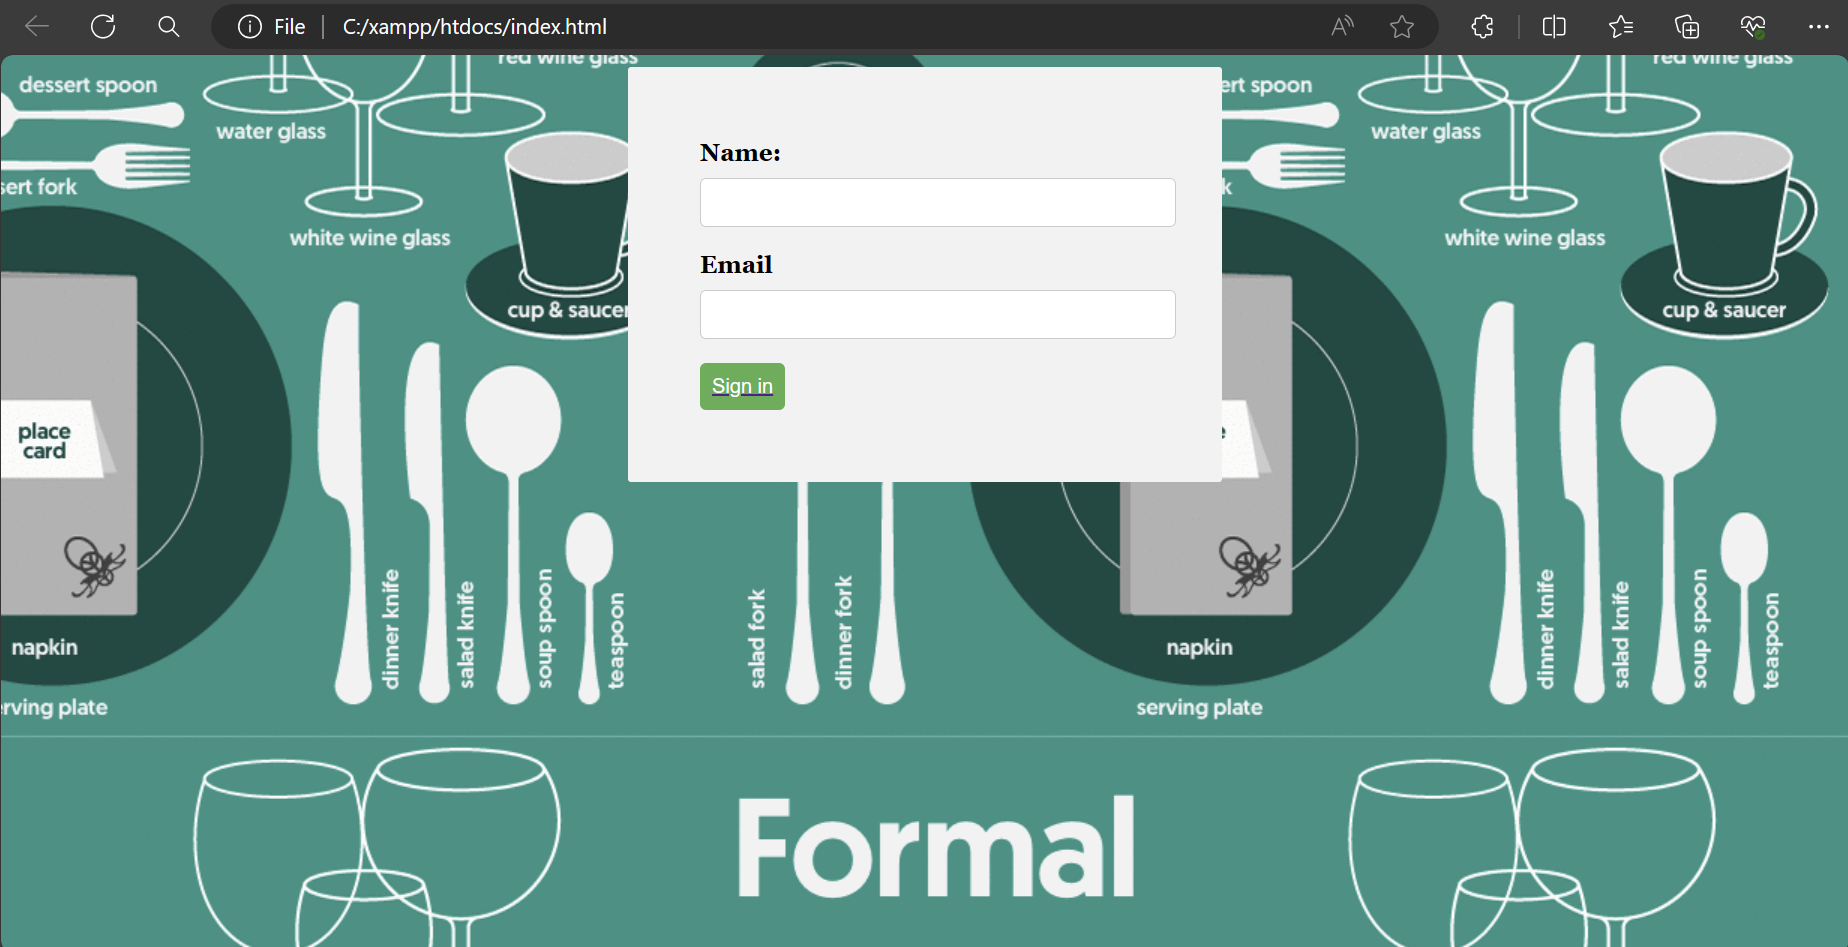 File
C:/xampp/htdocs/index.html
red wine glass
red wine glass
dessert spoon
ert spoon
water glass
water glass
Name:
sert fork
k
white wine glass
white wine glass
Email
cup & saucer
cup & saucer
Sign in
place
card
e
dinner knife
salad knife
soup spoon
teaspoon
salad fork
dinner fork
dinner knife
salad knife
soup spoon
teaspoon
napkin
napkin
rving plate
serving plate
Formal